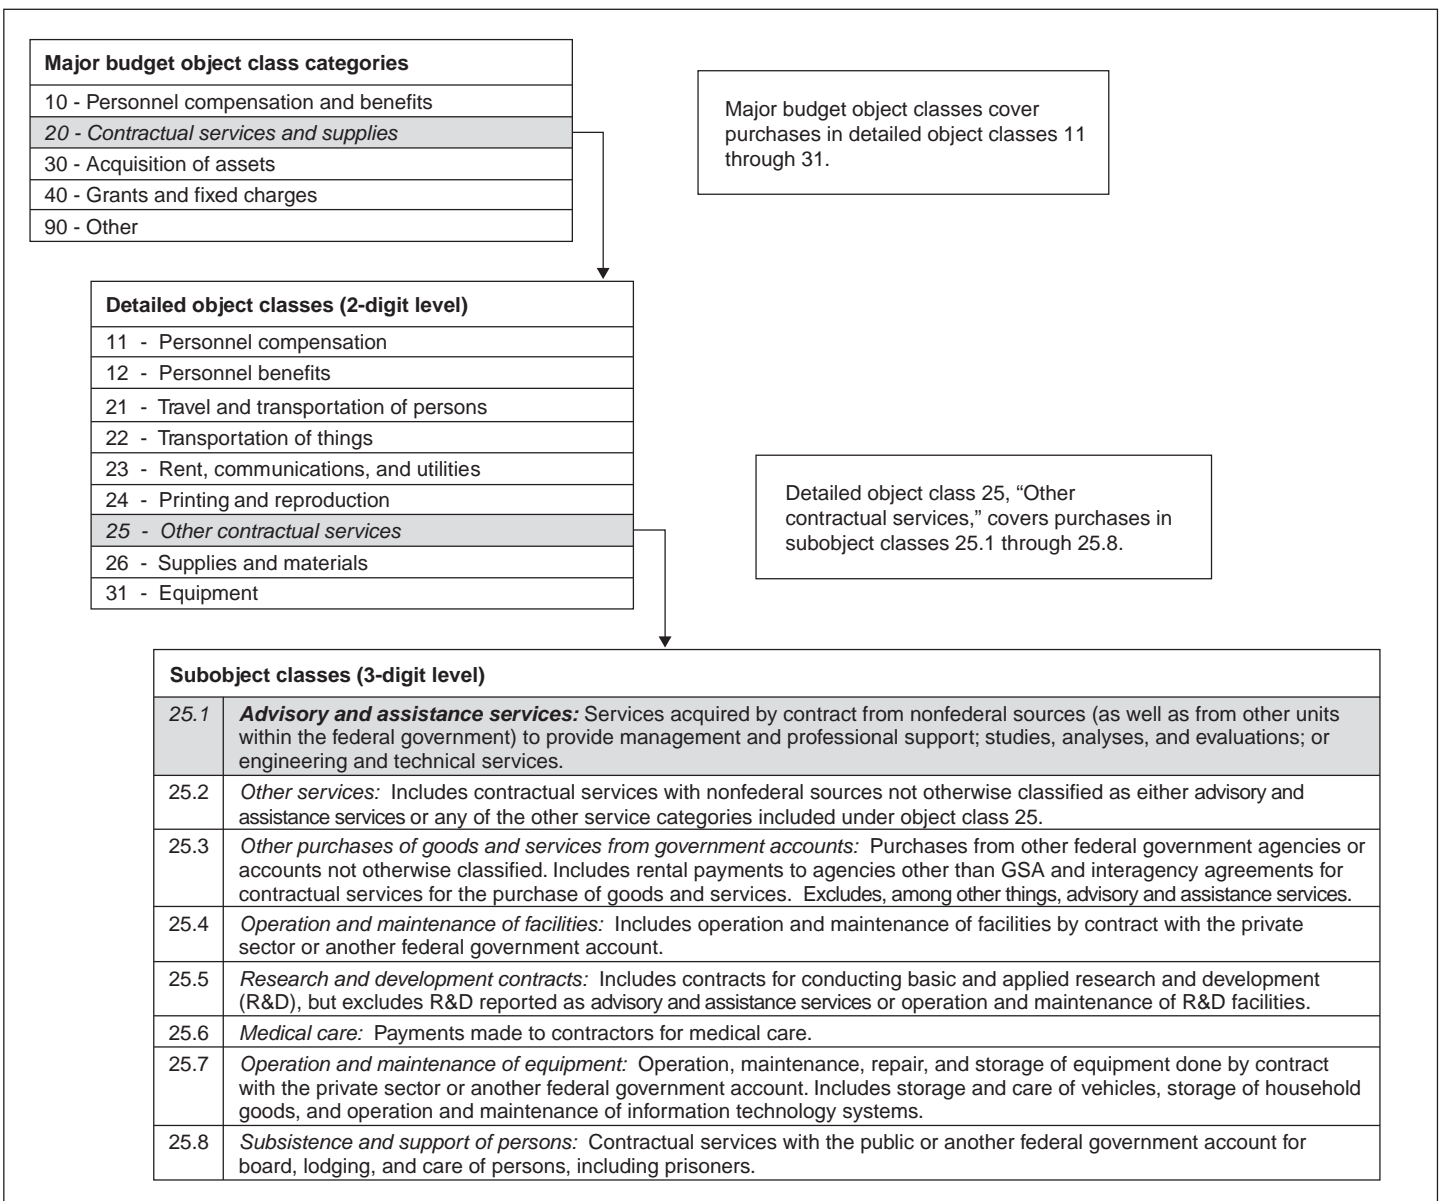 Major budget object class categories
10 - Personnel compensation and benefits
20 - Contractual services and supplies
30 - Acquisition of assets
40 - Grants and fixed charges
90 - Other
Major budget object classes cover
purchases in detailed object classes 11
through 31.
Detailed object classes (2-digit level)
11 - Personnel compensation
12 - Personnel benefits
21 - Travel and transportation of persons
22 - Transportation of things
23 - Rent, communications, and utilities
24 - Printing and reproduction
25 - Other contractual services
26 - Supplies and materials
31 - Equipment
Detailed object class 25, “Other
contractual services,” covers purchases in
subobject classes 25.1 through 25.8.
Subobject classes (3-digit level)
25.1 Advisory and assistance services: Services acquired by contract from nonfederal sources (as well as from other units
within the federal government) to provide management and professional support; studies, analyses, and evaluations; or
engineering and technical services.
25.2 Other services: Includes contractual services with nonfederal sources not otherwise classified as either advisory and
assistance services or any of the other service categories included under object class 25.
25.3 Other purchases of goods and services from government accounts: Purchases from other federal government agencies or
accounts not otherwise classified. Includes rental payments to agencies other than GSA and interagency agreements for
contractual services for the purchase of goods and services. Excludes, among other things, advisory and assistance services.
25.4 Operation and maintenance of facilities: Includes operation and maintenance of facilities by contract with the private
sector or another federal government account.
25.5 Research and development contracts: Includes contracts for conducting basic and applied research and development
(R&D), but excludes R&D reported as advisory and assistance services or operation and maintenance of R&D facilities.
25.6 Medical care: Payments made to contractors for medical care.
25.7 Operation and maintenance of equipment: Operation, maintenance, repair, and storage of equipment done by contract
with the private sector or another federal government account. Includes storage and care of vehicles, storage of household
goods, and operation and maintenance of information technology systems.
25.8 Subsistence and support of persons: Contractual services with the public or another federal government account for
board, lodging, and care of persons, including prisoners.